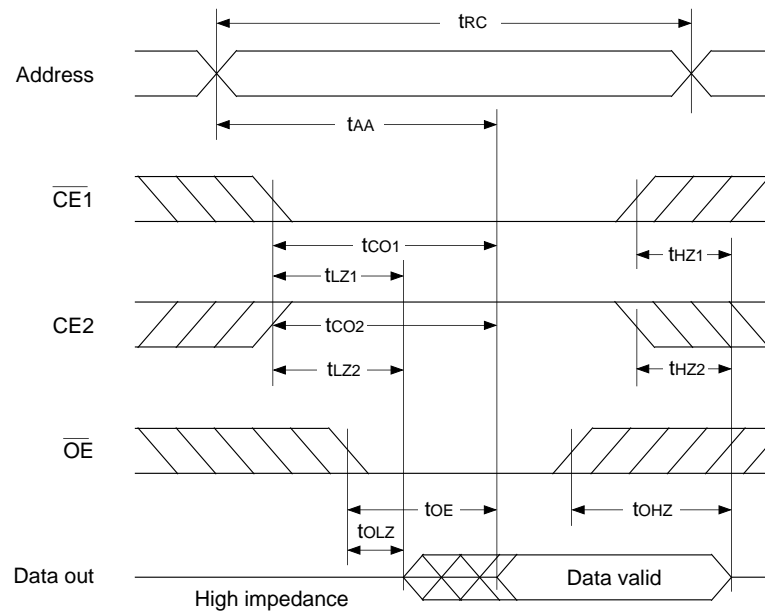 tRC
Address
tAA
CE1
tCO1
tHZ1
tLZ1
CE2
tCO2
tLZ2
tHZ2
OE
tOE
tOHZ
tOLZ
Data out
Data valid
High impedance